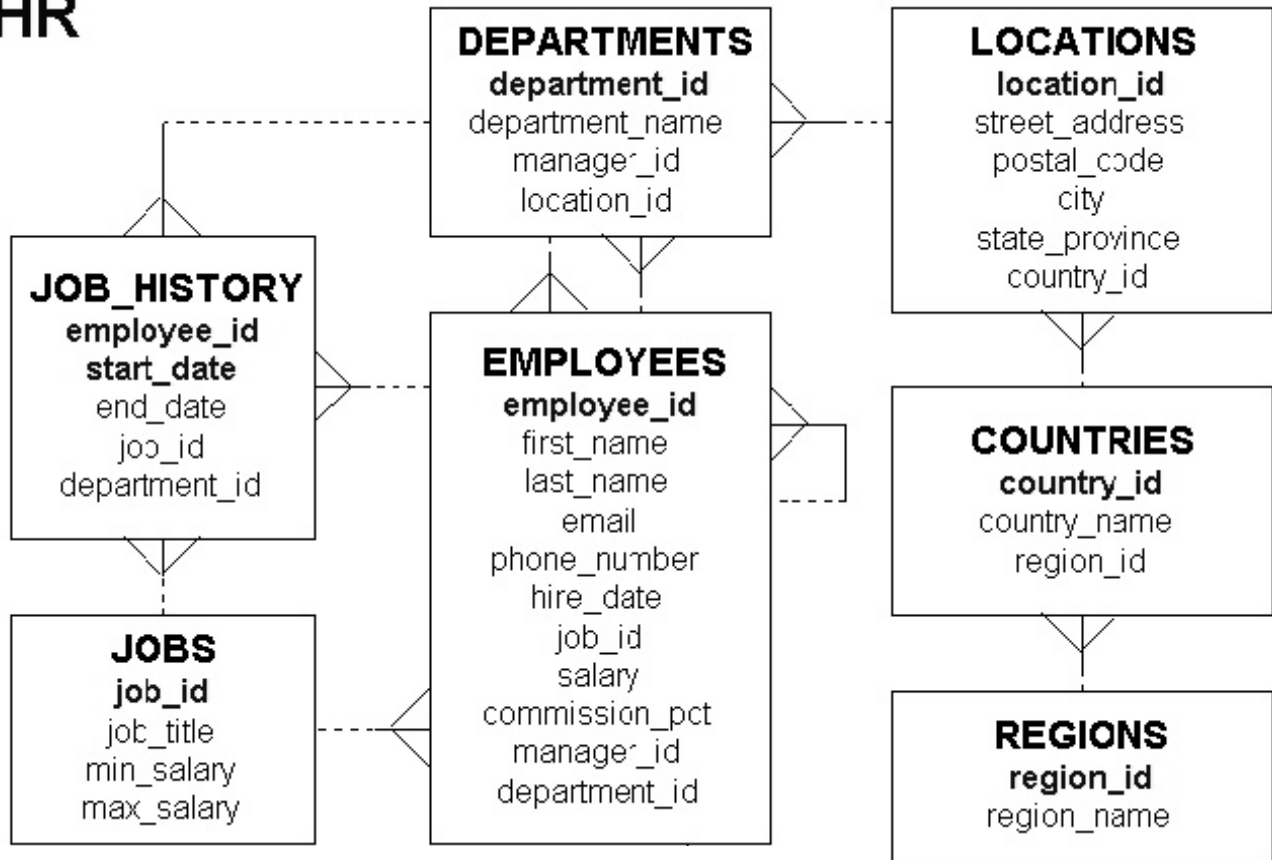 HR
DEPARTMENTS
department_id
department_name
manager_id
location_id
LOCATIONS
location_id
street_address
postal_code
city
state_province
country_id
JOB_HISTORY
employee_id
start_date
end_date
job_id
department_id
EMPLOYEES
employee_id
first_name
last_name
email
phone_number
hire_date
job_id
salary
commission_pct
manager_id
department_id
COUNTRIES
country_id
country_name
region_id
JOBS
job_id
job_title
min_salary
max_salary
REGIONS
region_id
region_name